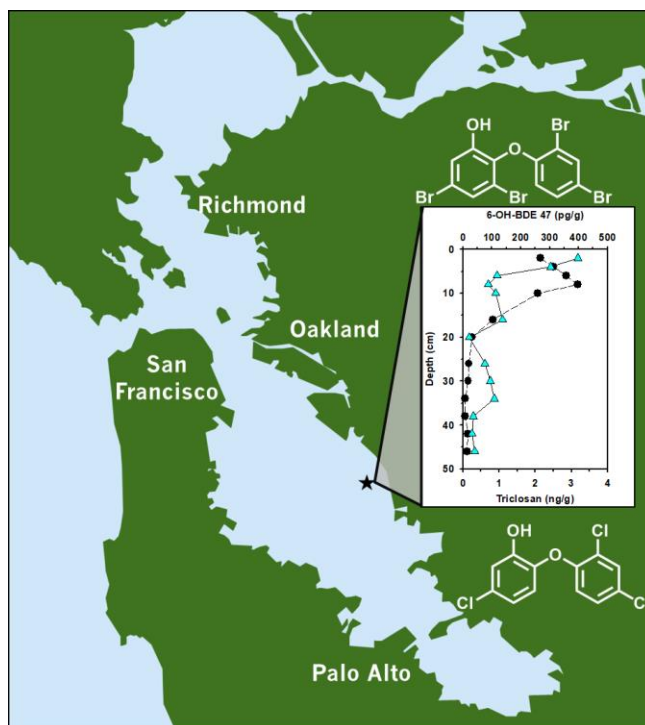 OH
Br
O
Br
Br
Br
Richmond
6-OH-BDE 47 (pg/g)
0 100 200 300 400 500
0
10
Oakland
20
Depth (cm)
San
Francisco
30
40
50
0 1 2 3 4
Triclosan (ng/g)
OH
Cl
O
Cl
C
Palo Alto